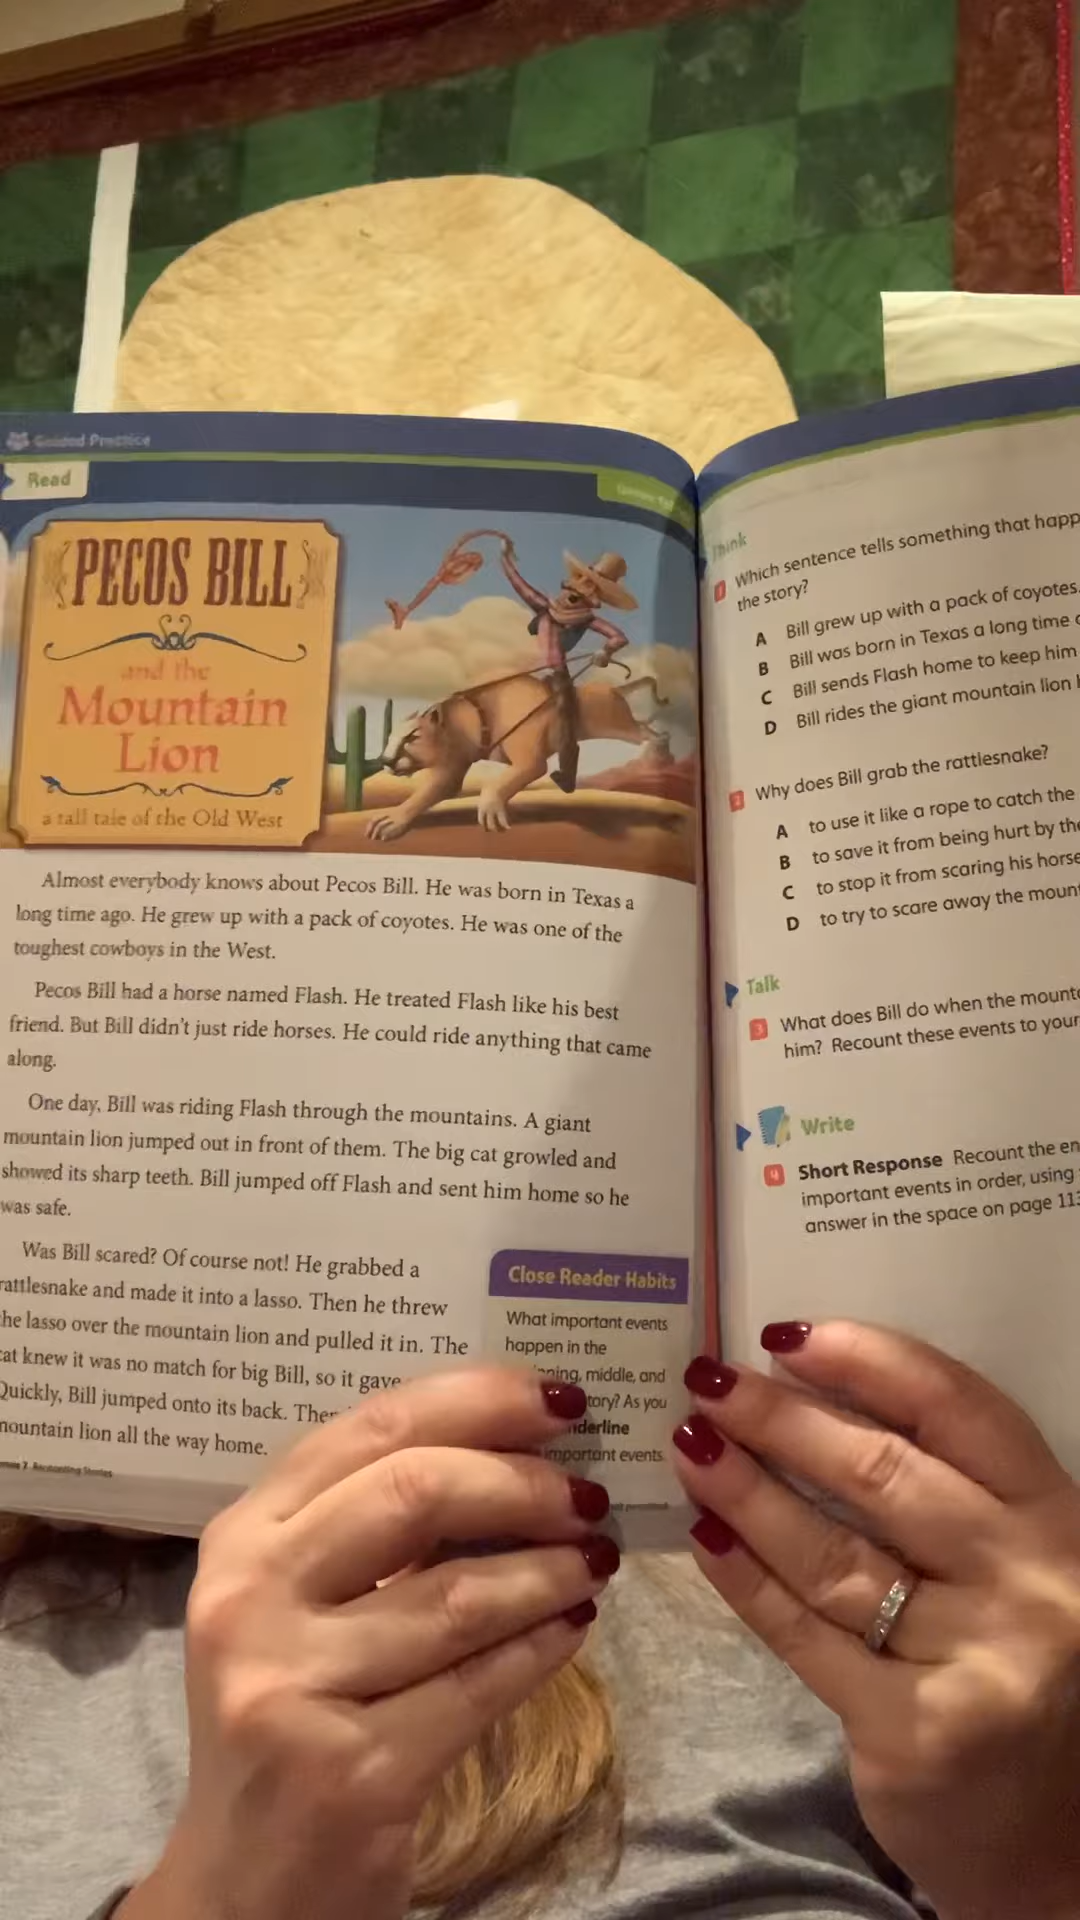 Guided Practice
Read
PECOS BILL
and the
Mountain
Lion
a tall tale of the Old West
Almost everybody knows about Pecos Bill. He was born in Texas a
long time ago. He grew up with a pack of coyotes. He was one of the
toughest cowboys in the West.
Pecos Bill had a horse named Flash. He treated Flash like his best
friend. But Bill didn't just ride horses. He could ride anything that came
along.
One day, Bill was riding Flash through the mountains. A giant
mountain lion jumped out in front of them. The big cat growled and
showed its sharp teeth. Bill jumped off Flash and sent him home so he
was safe.
Was Bill scared? Of course not! He grabbed a
rattlesnake and made it into a lasso. Then he threw
the lasso over the mountain lion and pulled it in. The
cat knew it was no match for big Bill, so it gave
Quickly, Bill jumped onto its back. Then
mountain lion all the way home.
Recounting Stories
Close Reader Habits
What important events
happen in the
middle, and
As you
underline
important events.
Think
1 Which sentence tells something that
the story?
A Bill grew up with a pack of coyotes.
B Bill was born in Texas a long time
C Bill sends Flash home to keep him
D Bill rides the giant mountain lion
2 Why does Bill grab the rattlesnake?
A to use it like a rope to catch the
B to save it from being hurt by the
C to stop it from scaring his horse
D to try to scare away the
Talk
3 What does Bill do when the
him? Recount these events to your
Write
4 Short Response Recount the
important events in order, using
answer in the space on page 113